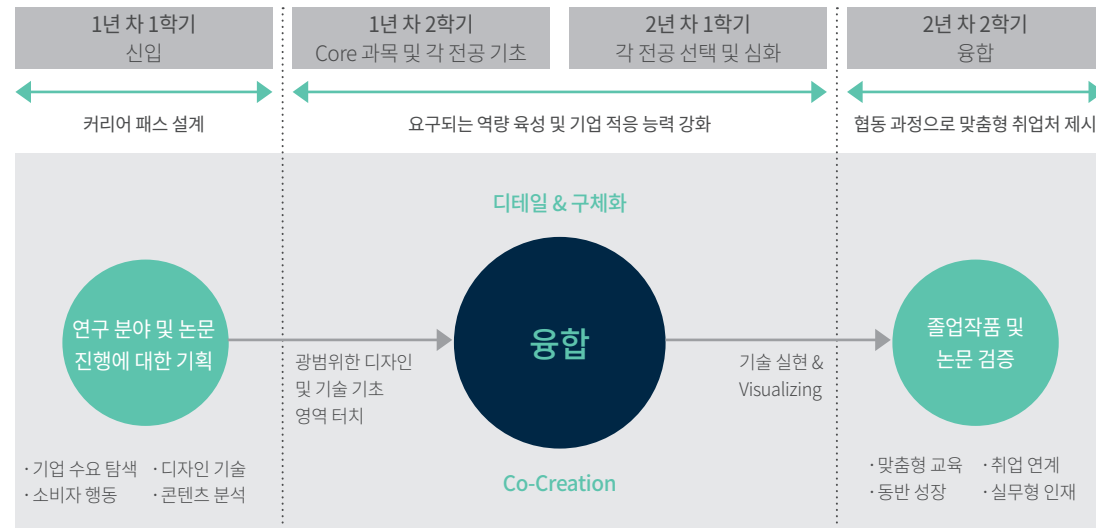 1년 차 1학기
신입
1년 차 2학기
Core 과목 및 각 전공 기초
2년 차 1학기
각 전공 선택 및 심화
2년 차 2학기
융합
커리어 패스 설계
요구되는 역량 육성 및 기업 적응 능력 강화
협동 과정으로 맞춤형 취업처 제시
디테일 & 구체화
연구 분야 및 논문
진행에 대한 기획
광범위한 디자인
및 기술 기초
영역 터치
융합
기술 실현 &
Visualizing
졸업작품 및
논문 검증
· 기업 수요 탐색 · 디자인 기술
· 소비자 행동 · 콘텐츠 분석
Co-Creation
· 맞춤형 교육 · 취업 연계
· 동반 성장 · 실무형 인재